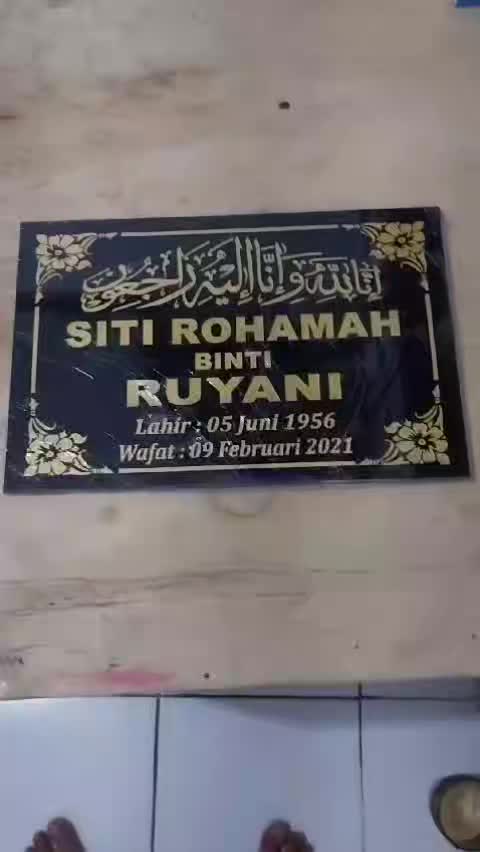 إنا لله وإنا إليه راجعون
SITI ROHAMAH
BINTI
RUYANI
Lahir : 05 Juni 1956
Wafat : 09 Februari 2021